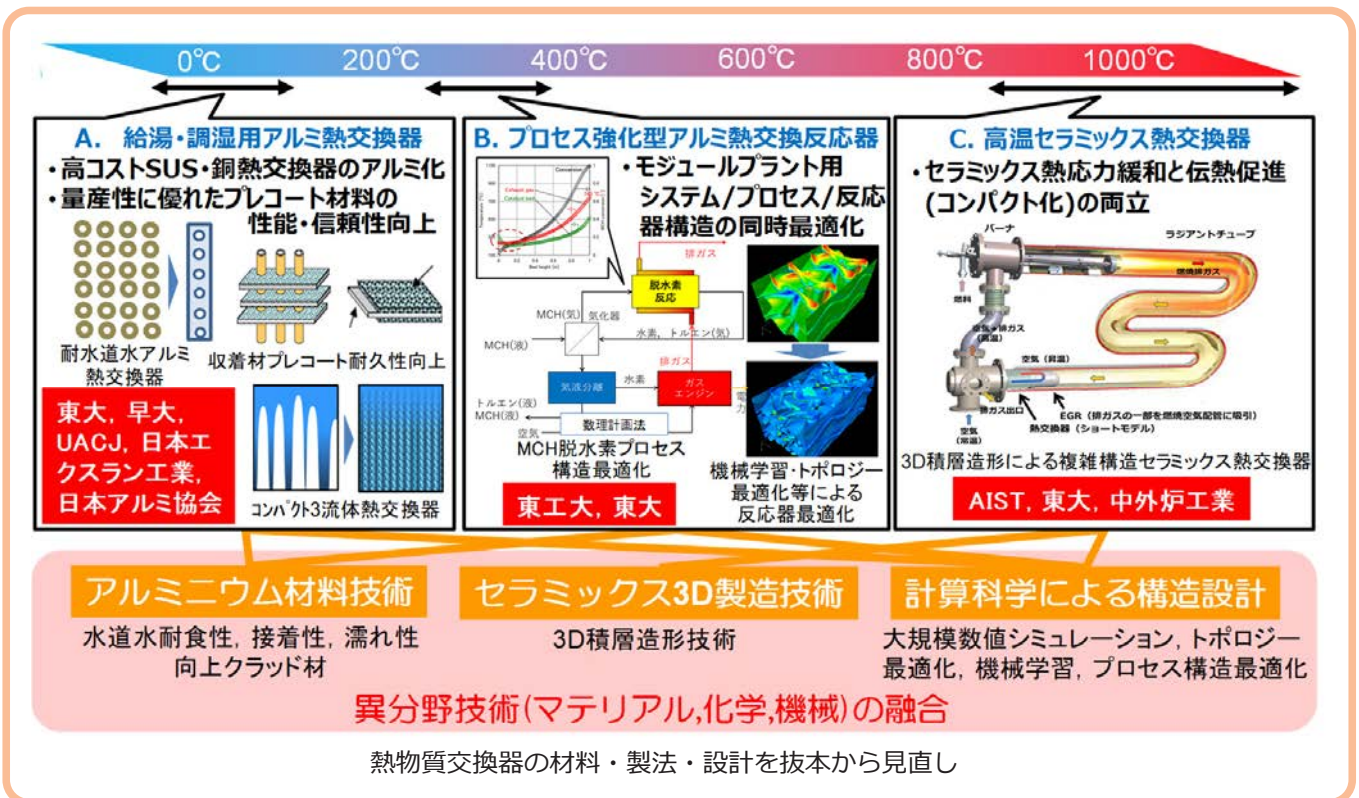 0℃ 200℃ 400℃ 600℃ 800℃ 1000℃
A. 給湯・調湿用アルミ熱交換器
・高コストSUS・銅熱交換器のアルミ化
・量産性に優れたプレコート材料の
性能・信頼性向上
耐水道水アルミ
熱交換器
収着材プレコート耐久性向上
東大, 早大,
UACJ, 日本エ
クスラン工業,
日本アルミ協会
コンパクト3流体熱交換器
B. プロセス強化型アルミ熱交換反応器
・モジュールプラント用
システム/プロセス/反応
器構造の同時最適化
Conversion
Exhaust gas
Catalyst bed
Bed height [m]
排ガス
脱水素
反応
MCH(気)
気化器
MCH(液)
水素, トルエン(気)
排ガス
気液分離
水素
ガス
エンジン
電力
トルエン(液)
MCH(液)
空気
数理計画法
MCH脱水素プロセス
構造最適化
機械学習・トポロジー
最適化等による
反応器最適化
東工大, 東大
C. 高温セラミックス熱交換器
・セラミックス熱応力緩和と伝熱促進
(コンパクト化)の両立
バーナ
ラジアントチューブ
燃焼排ガス
燃料
空気+排ガス
(高温)
空気（昇温）
排ガス出口
EGR（排ガスの一部を燃焼空気配管に吸引）
熱交換器（ショートモデル）
空気
(常温)
3D積層造形による複雑構造セラミックス熱交換器
AIST, 東大, 中外炉工業
アルミニウム材料技術
水道水耐食性, 接着性, 濡れ性
向上クラッド材
セラミックス3D製造技術
3D積層造形技術
計算科学による構造設計
大規模数値シミュレーション, トポロジー
最適化, 機械学習, プロセス構造最適化
異分野技術(マテリアル,化学,機械)の融合
熱物質交換器の材料・製法・設計を抜本から見直し